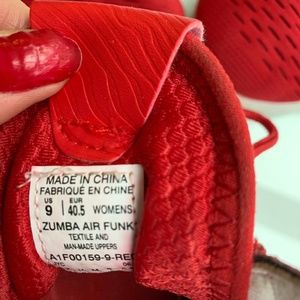 MADE IN CHINA
FABRIQUÉ EN CHINE
US EUR
9 40.5 WOMENS
ZUMBA AIR FUNK
TEXTILE AND
MAN-MADE UPPERS
A1F00159-9-RED